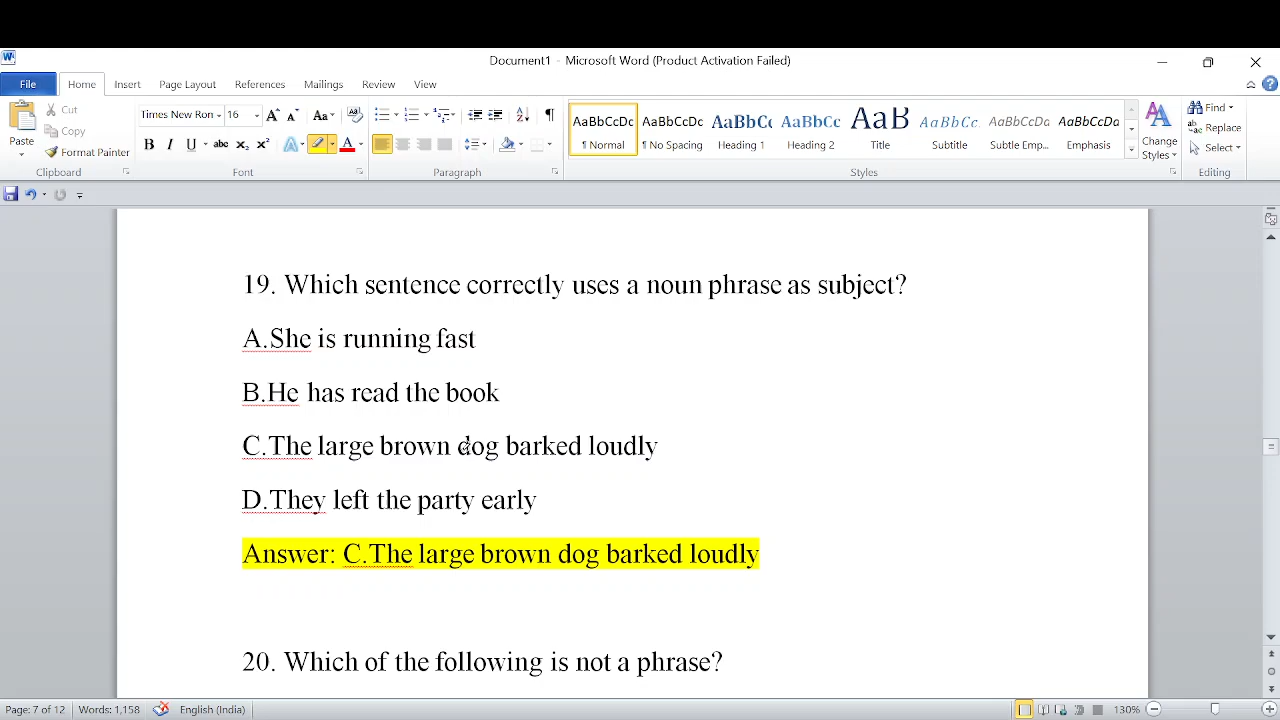 Document1 - Microsoft Word (Product Activation Failed)
File Home Insert Page Layout References Mailings Review View
Paste
Cut
Copy
Format Painter
Clipboard
Times New Ron 16
Font
Paragraph
AaBbCcDc AaBbCcDc AaBbC AaBbCc AaB AaBbCc. AaBbCcDc AaBbCcDc
¶ Normal ¶ No Spacing Heading 1 Heading 2 Title Subtitle Subtle Emp... Emphasis
Change Styles
Styles
Find
Replace
Select
Editing
19. Which sentence correctly uses a noun phrase as subject?
A.She is running fast
B.He has read the book
C.The large brown dog barked loudly
D.They left the party early
Answer: C.The large brown dog barked loudly
20. Which of the following is not a phrase?
Page: 7 of 12 Words: 1,158 English (India) 130%